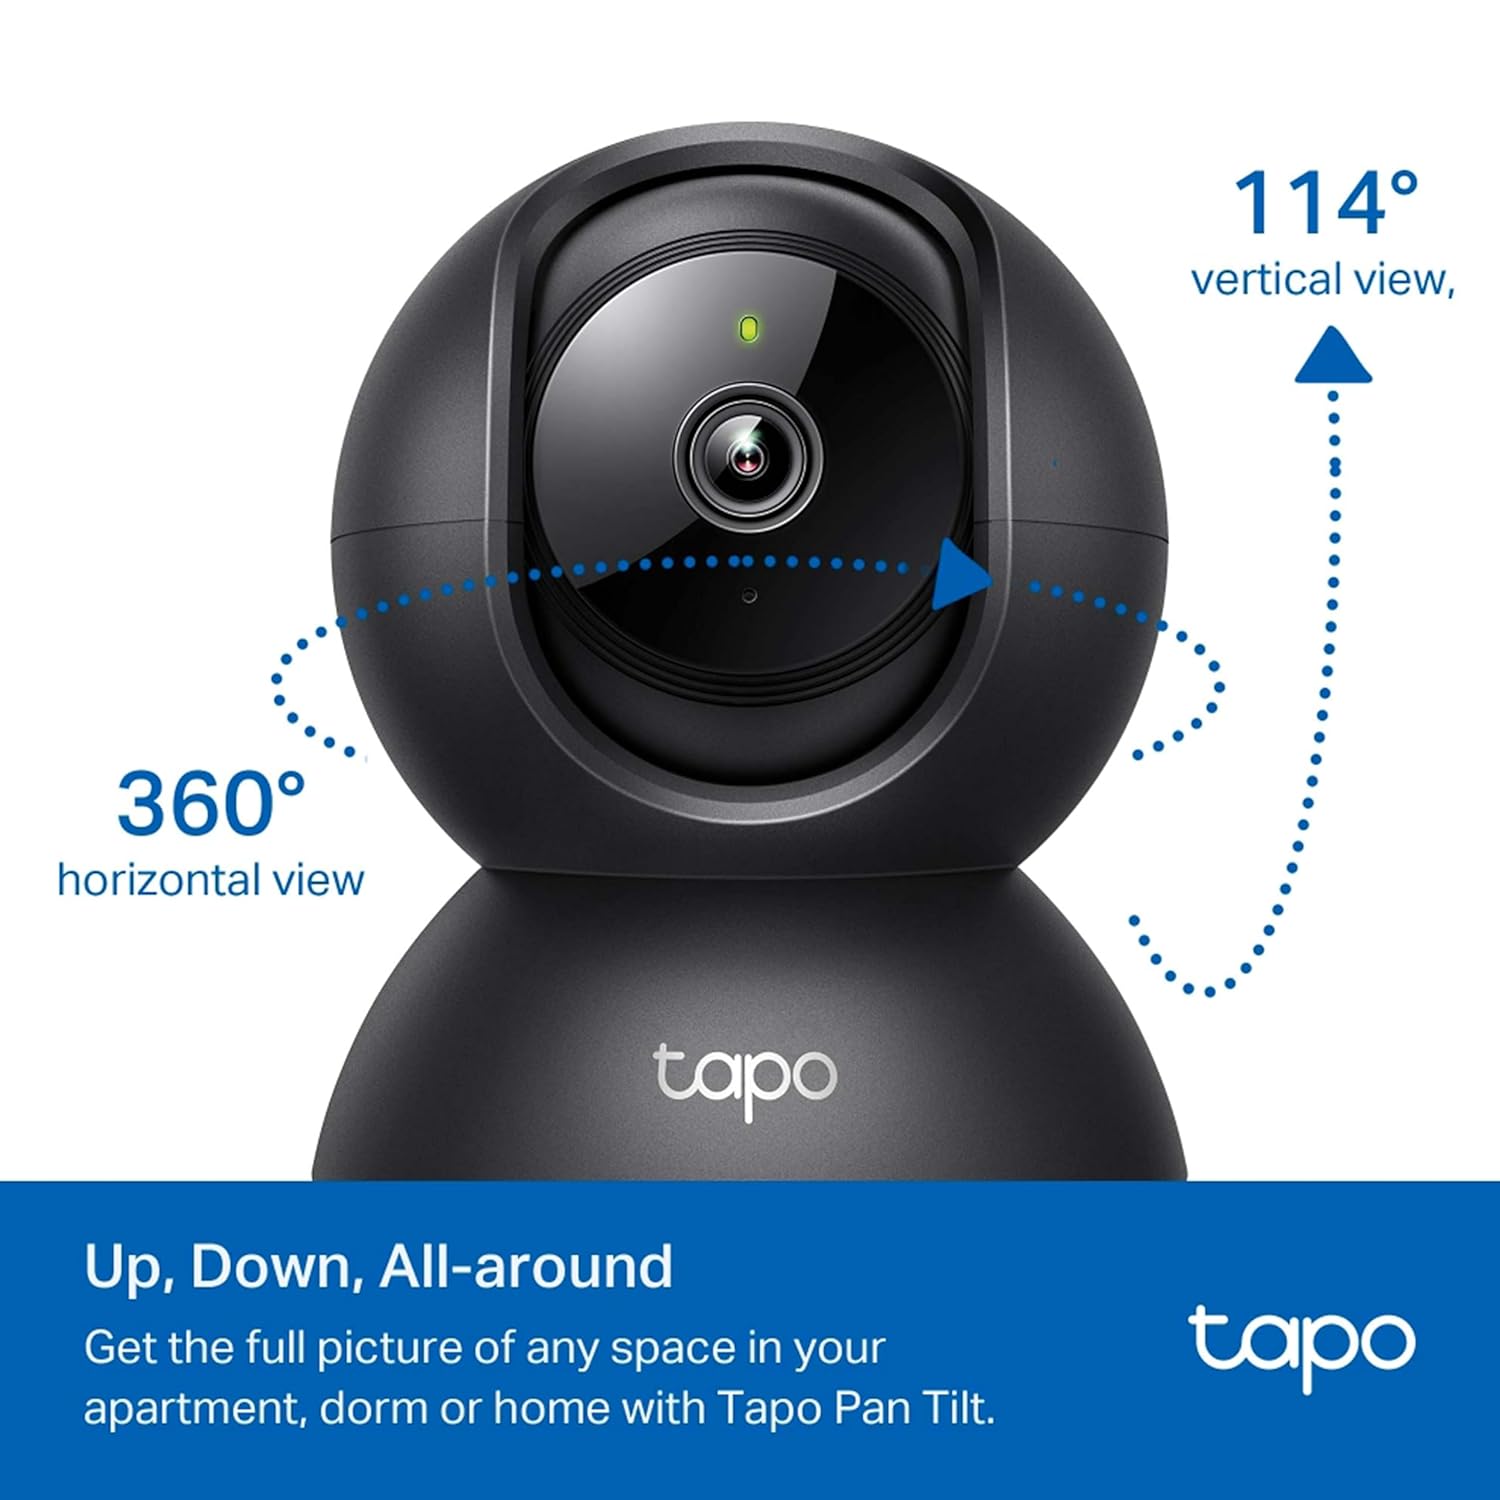 114°
vertical view,
360°
horizontal view
tapo
Up, Down, All-around
Get the full picture of any space in your
apartment, dorm or home with Tapo Pan Tilt.
tapo